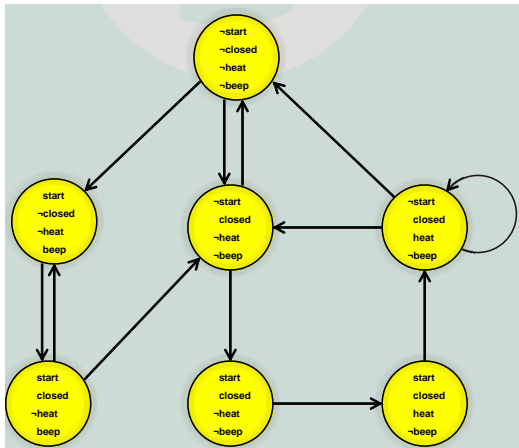 ¬start
¬closed
¬heat
¬beep
start
¬closed
¬heat
beep
¬start
closed
¬heat
¬beep
¬start
closed
heat
¬beep
start
closed
¬heat
beep
start
closed
¬heat
¬beep
start
closed
heat
¬beep